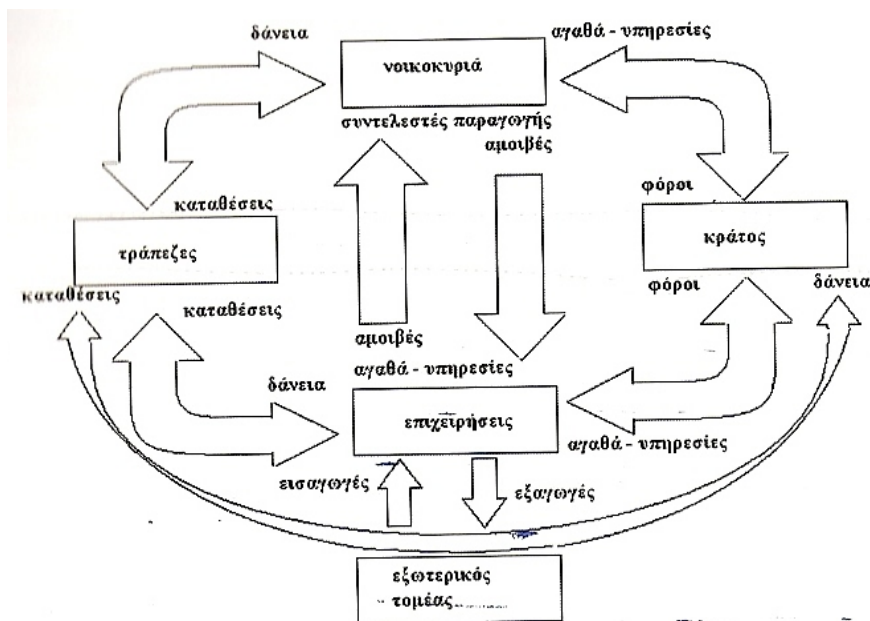 δάνεια
αγαθά - υπηρεσίες
νοικοκυριά
συντελεστές παραγωγής
αμοιβές
φόροι
καταθέσεις
τράπεζες
κράτος
καταθέσεις
καταθέσεις
φόροι
δάνεια
αμοιβές
αγαθά - υπηρεσίες
δάνεια
επιχειρήσεις
αγαθά - υπηρεσίες
εισαγωγές
εξαγωγές
εξωτερικός
τομέας